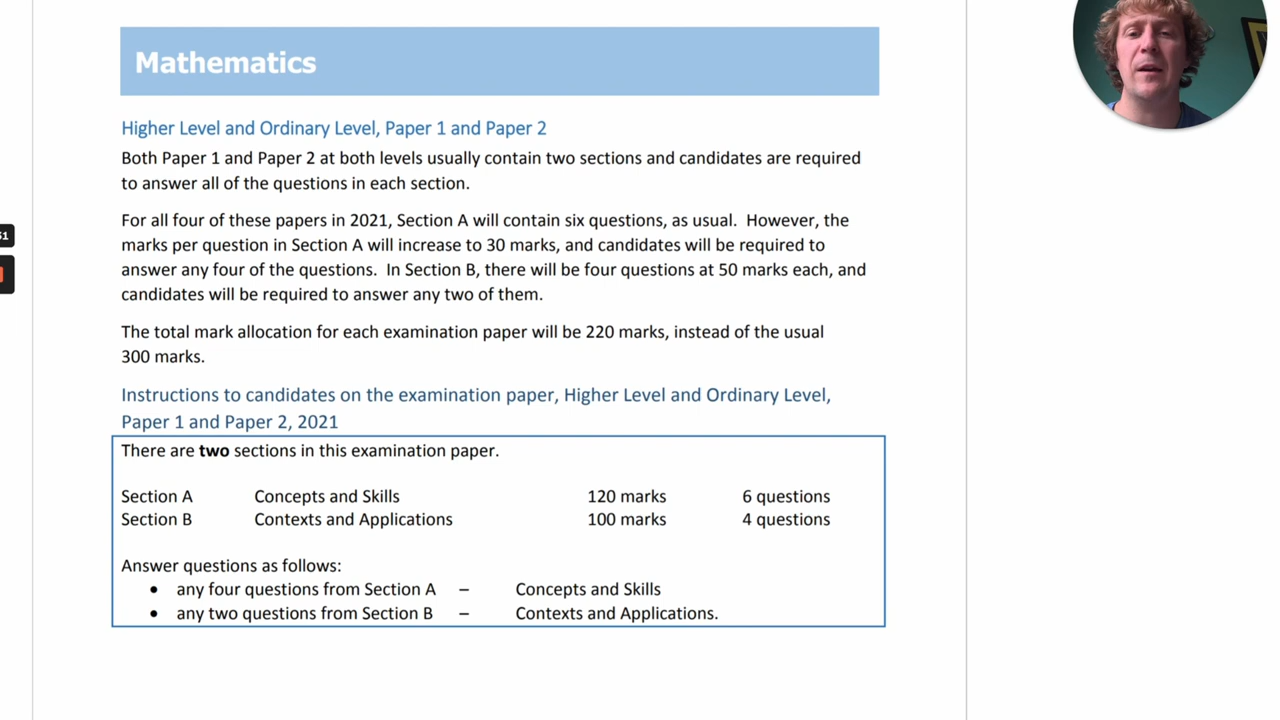 Mathematics
Higher Level and Ordinary Level, Paper 1 and Paper 2
Both Paper 1 and Paper 2 at both levels usually contain two sections and candidates are required
to answer all of the questions in each section.
For all four of these papers in 2021, Section A will contain six questions, as usual. However, the
marks per question in Section A will increase to 30 marks, and candidates will be required to
answer any four of the questions. In Section B, there will be four questions at 50 marks each, and
candidates will be required to answer any two of them.
The total mark allocation for each examination paper will be 220 marks, instead of the usual
300 marks.
Instructions to candidates on the examination paper, Higher Level and Ordinary Level,
Paper 1 and Paper 2, 2021
There are two sections in this examination paper.
Section A Concepts and Skills 120 marks 6 questions
Section B Contexts and Applications 100 marks 4 questions
Answer questions as follows:
• any four questions from Section A – Concepts and Skills
• any two questions from Section B – Contexts and Applications.